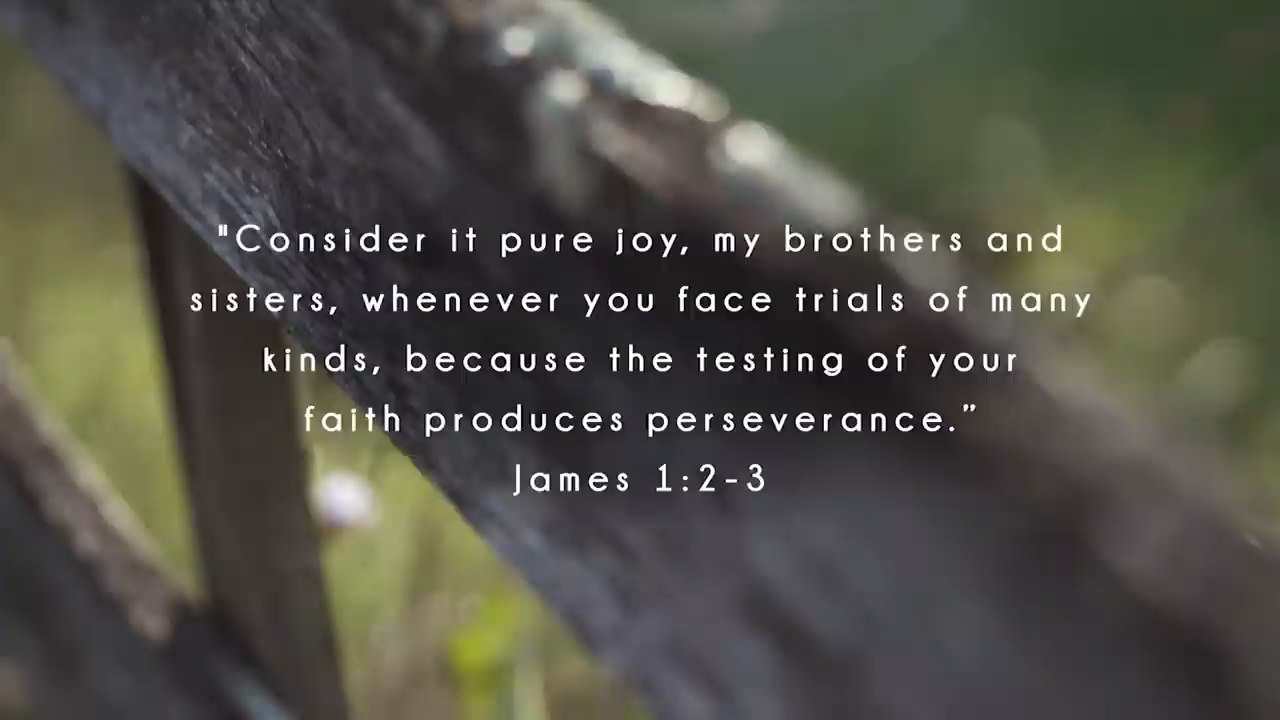 "Consider it pure joy, my brothers and
sisters, whenever you face trials of many
kinds, because the testing of your
faith produces perseverance.”
James 1:2-3